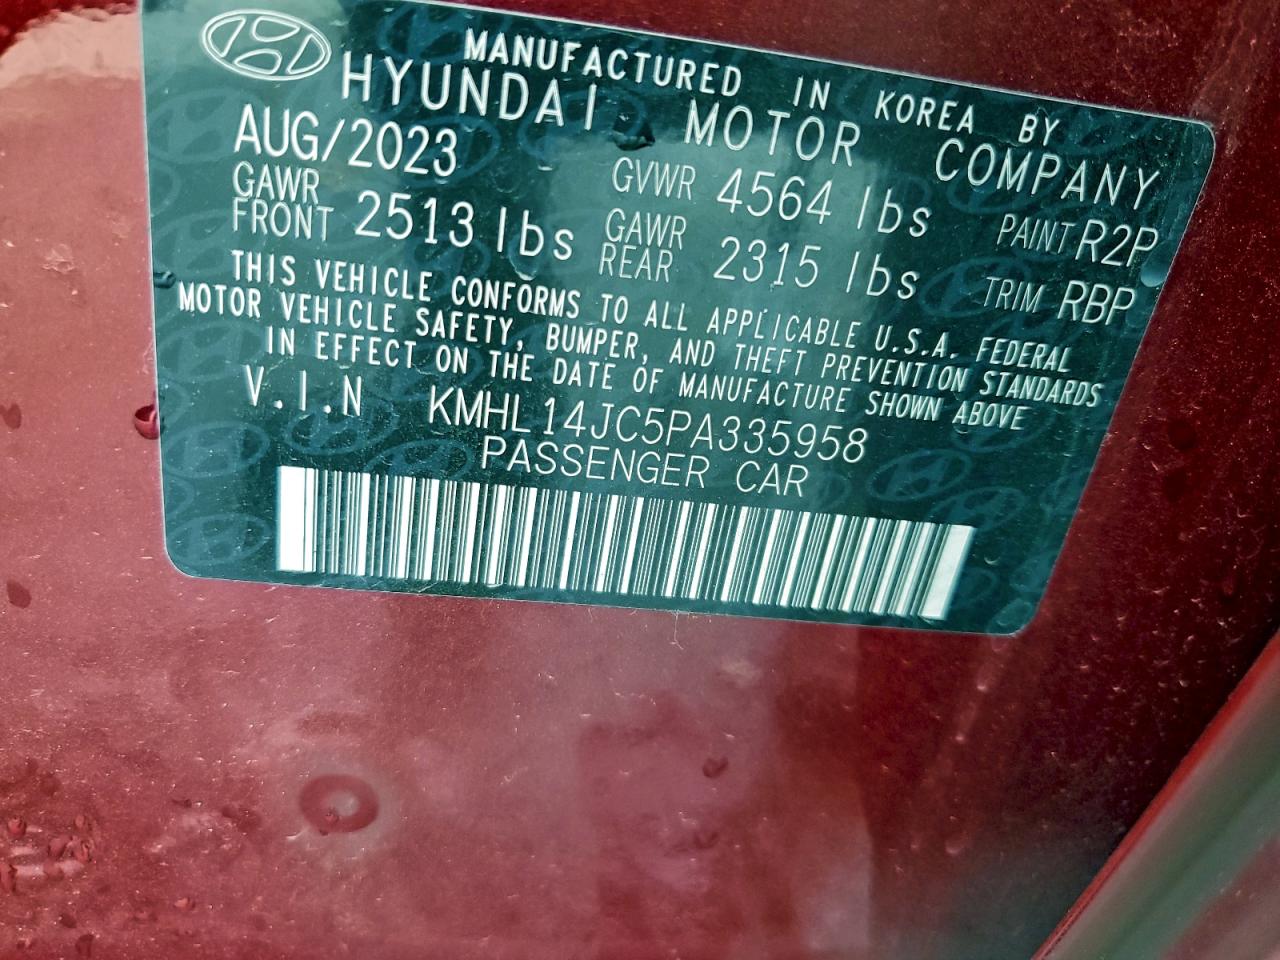 MANUFACTURED IN KOREA BY
HYUNDAI MOTOR COMPANY
AUG/2023 GVWR 4564 lbs PAINT R2P
GAWR FRONT 2513 lbs GAWR REAR 2315 lbs TRIM RBP
THIS VEHICLE CONFORMS TO ALL APPLICABLE U.S.A. FEDERAL
MOTOR VEHICLE SAFETY, BUMPER, AND THEFT PREVENTION STANDARDS
IN EFFECT ON THE DATE OF MANUFACTURE SHOWN ABOVE
V.I.N KMHL14JC5PA335958
PASSENGER CAR